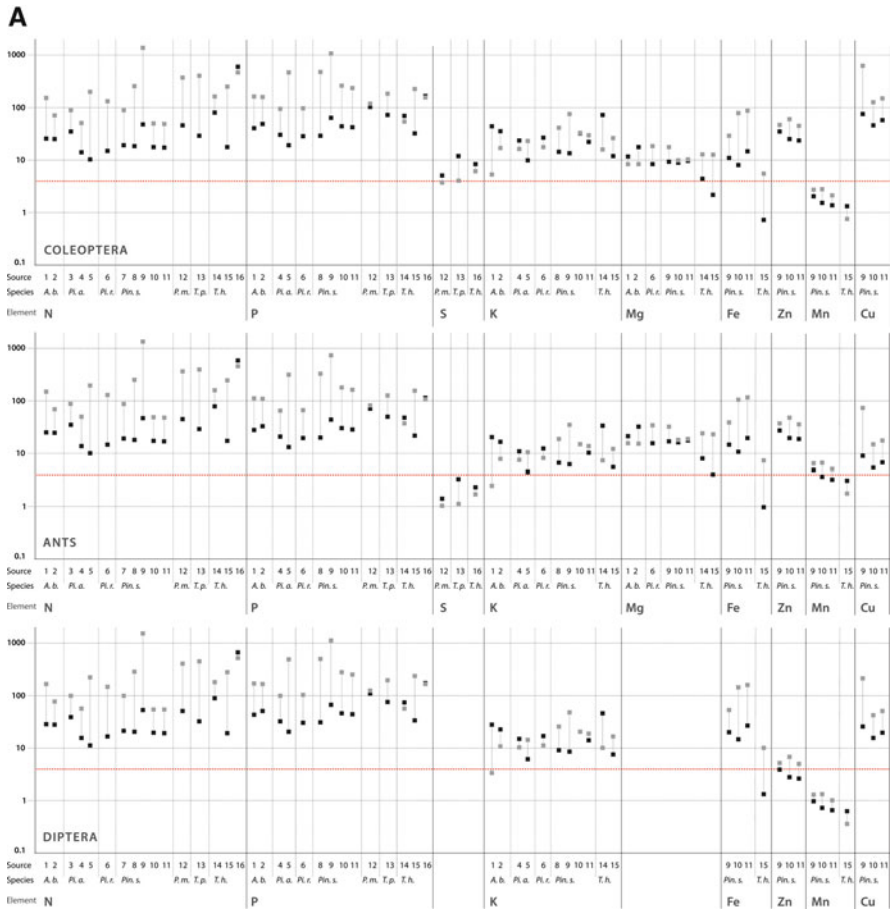 A
1000
100
10
1
0.1
COLEOPTERA
Source 1 2 3 4 5 6 7 8 9 10 11 12 13 14 15 16 1 2 4 5 6 8 9 10 11 12 13 14 15 16 12 13 16 1 2 4 5 6 8 9 10 11 14 15 1 2 6 9 10 11 14 15 9 10 11 15 9 10 11 9 10 11 15 9 10 11
Species A. b. Pi. a. Pi. r. Pin. s. P. m. T. p. T. h. A. b. Pi. a. Pi. r. Pin. s. P. m. T. p. T. h. P. m. T. p. T. h. A. b. Pi. a. Pi. r. Pin. s. T. h. A. b. Pi. r. Pin. s. T. h. Pin. s. T. h. Pin. s. Pin. s. T. h. Pin. s.
Element N P S K Mg Fe Zn Mn Cu
1000
100
10
1
0.1
ANTS
Source 1 2 3 4 5 6 7 8 9 10 11 12 13 14 15 16 1 2 4 5 6 8 9 10 11 12 13 14 15 16 12 13 16 1 2 4 5 6 8 9 10 11 14 15 1 2 6 9 10 11 14 15 9 10 11 15 9 10 11 9 10 11 15 9 10 11
Species A. b. Pi. a. Pi. r. Pin. s. P. m. T. p. T. h. A. b. Pi. a. Pi. r. Pin. s. P. m. T. p. T. h. P. m. T. p. T. h. A. b. Pi. a. Pi. r. Pin. s. T. h. A. b. Pi. r. Pin. s. T. h. Pin. s. T. h. Pin. s. Pin. s. T. h. Pin. s.
Element N P S K Mg Fe Zn Mn Cu
1000
100
10
1
0.1
DIPTERA
Source 1 2 3 4 5 6 7 8 9 10 11 12 13 14 15 16 1 2 4 5 6 8 9 10 11 12 13 14 15 16 1 2 4 5 6 8 9 10 11 14 15 9 10 11 15 9 10 11 9 10 11 15 9 10 11
Species A. b. Pi. a. Pi. r. Pin. s. P. m. T. p. T. h. A. b. Pi. a. Pi. r. Pin. s. P. m. T. p. T. h. A. b. Pi. a. Pi. r. Pin. s. T. h. Pin. s. T. h. Pin. s. Pin. s. T. h. Pin. s.
Element N P K Fe Zn Mn Cu